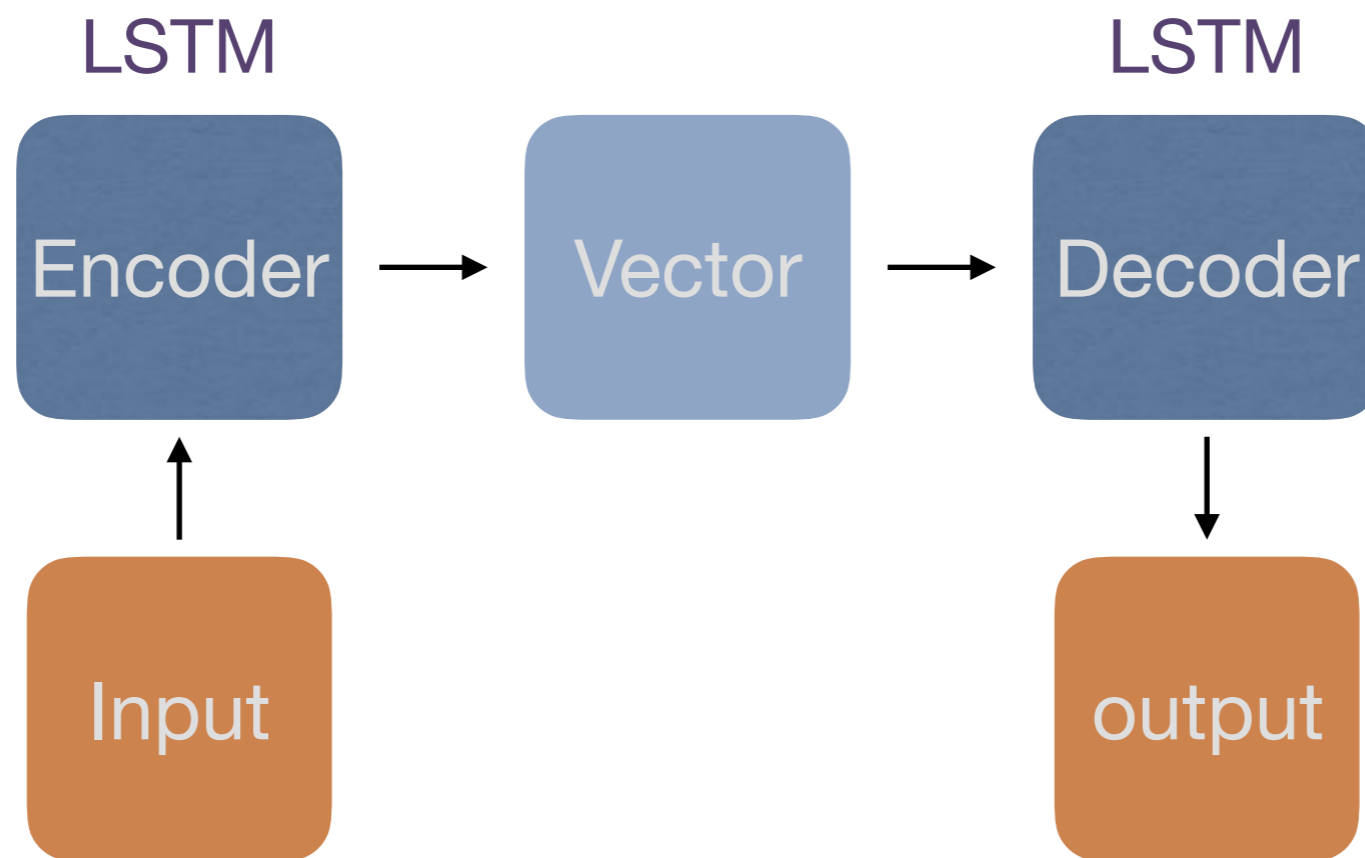 LSTM
LSTM
Encoder
Vector
Decoder
Input
output